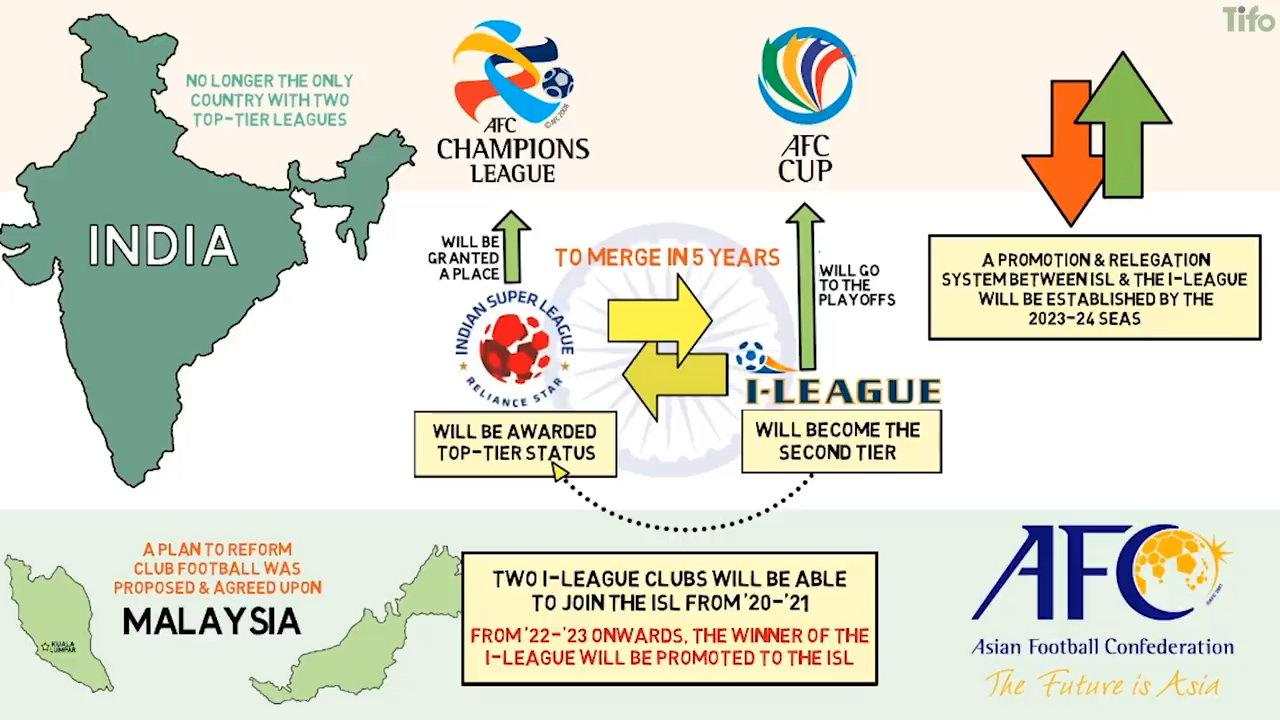 Tifo
NO LONGER THE ONLY
COUNTRY WITH TWO
TOP-TIER LEAGUES
INDIA
AFC
CHAMPIONS
LEAGUE
©AFC 2008
AFC
CUP
WILL BE
GRANTED
A PLACE
TO MERGE IN 5 YEARS
WILL GO
TO THE
PLAYOFFS
A PROMOTION & RELEGATION
SYSTEM BETWEEN ISL & THE I-LEAGUE
WILL BE ESTABLISHED BY THE
2023-24 SEAS
INDIAN SUPER LEAGUE
RELIANCE STAR
I-LEAGUE
WILL BE AWARDED
TOP-TIER STATUS
WILL BECOME THE
SECOND TIER
A PLAN TO REFORM
CLUB FOOTBALL WAS
PROPOSED & AGREED UPON
MALAYSIA
KUALA
LUMPAR
TWO I-LEAGUE CLUBS WILL BE ABLE
TO JOIN THE ISL FROM '20-'21
FROM '22-'23 ONWARDS, THE WINNER OF THE
I-LEAGUE WILL BE PROMOTED TO THE ISL
AFC
Asian Football Confederation
The Future is Asia